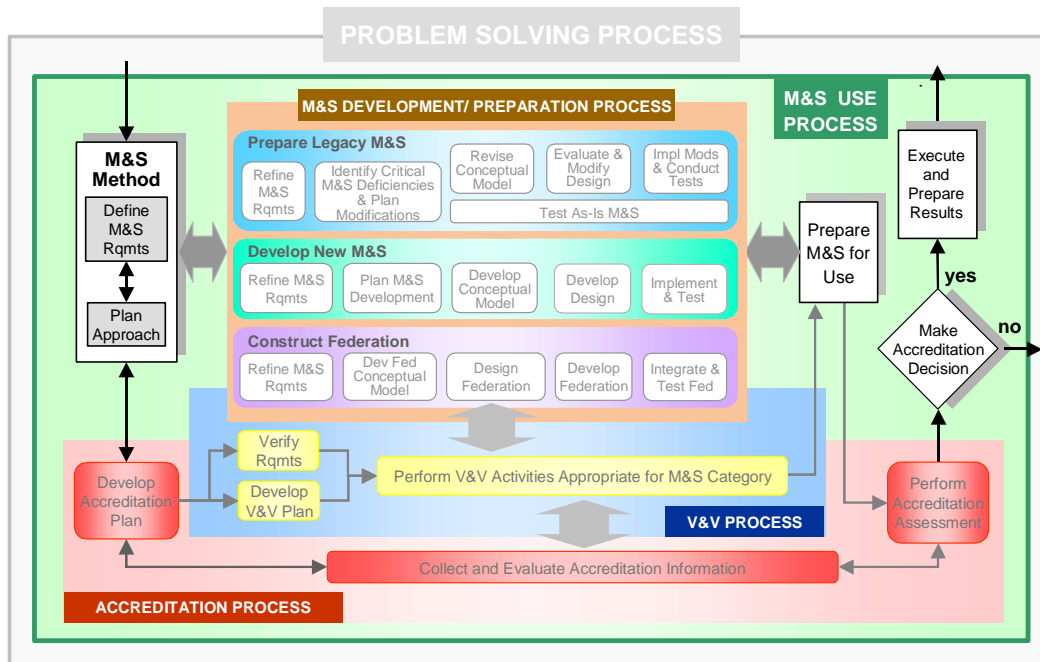 PROBLEM SOLVING PROCESS
M&S USE
PROCESS
M&S DEVELOPMENT/ PREPARATION PROCESS
M&S
Method
Define
M&S
Rqmts
Plan
Approach
Prepare Legacy M&S
Refine
M&S
Rqmts
Identify Critical
M&S Deficiencies
& Plan
Modifications
Revise
Conceptual
Model
Evaluate &
Modify
Design
Impl Mods
& Conduct
Tests
Test As-Is M&S
Develop New M&S
Refine M&S
Rqmts
Plan M&S
Development
Develop
Conceptual
Model
Develop
Design
Implement
& Test
Construct Federation
Refine M&S
Rqmts
Dev Fed
Conceptual
Model
Design
Federation
Develop
Federation
Integrate &
Test Fed
Prepare
M&S for
Use
Execute
and
Prepare
Results
yes
no
Make
Accreditation
Decision
Develop
Accreditation
Plan
Verify
Rqmts
Develop
V&V Plan
Perform V&V Activities Appropriate for M&S Category
V&V PROCESS
Perform
Accreditation
Assessment
Collect and Evaluate Accreditation Information
ACCREDITATION PROCESS